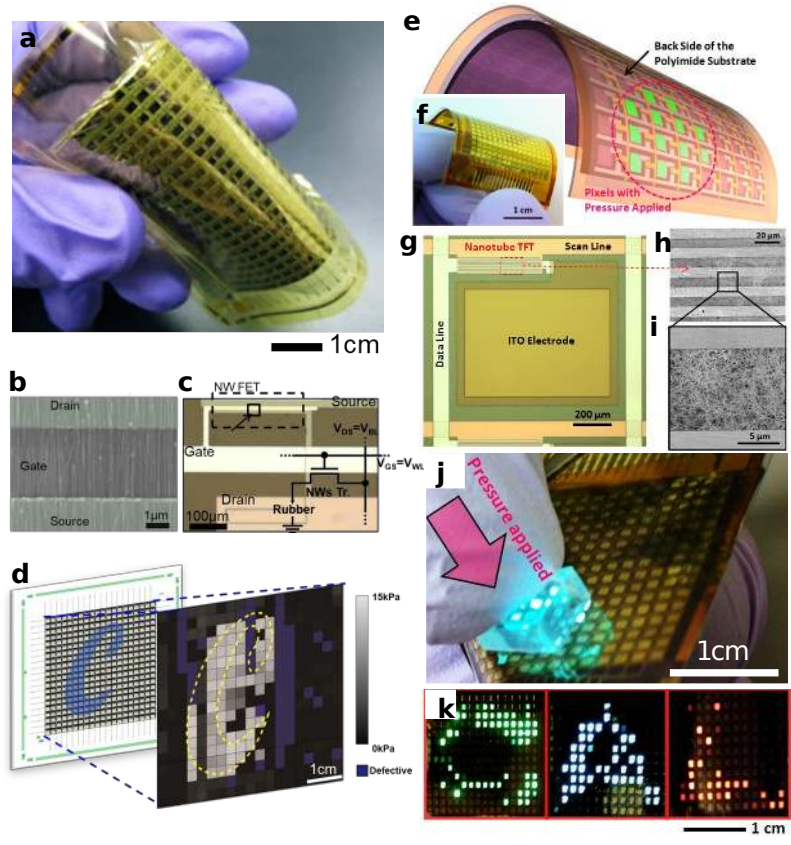 a
1cm
b
Drain
Gate
Source
1µm
c
NW FET
Source
V_DS=V_BL
Gate
V_GS=V_WL
NWs Tr.
Drain
Rubber
100µm
d
15kPa
0kPa
Defective
1cm
e
Back Side of the
Polyimide Substrate
Pixels with
Pressure Applied
f
1 cm
g
Nanotube TFT
Scan Line
Data Line
ITO Electrode
200 µm
h
20 µm
i
5 µm
j
Pressure applied
1cm
k
1 cm